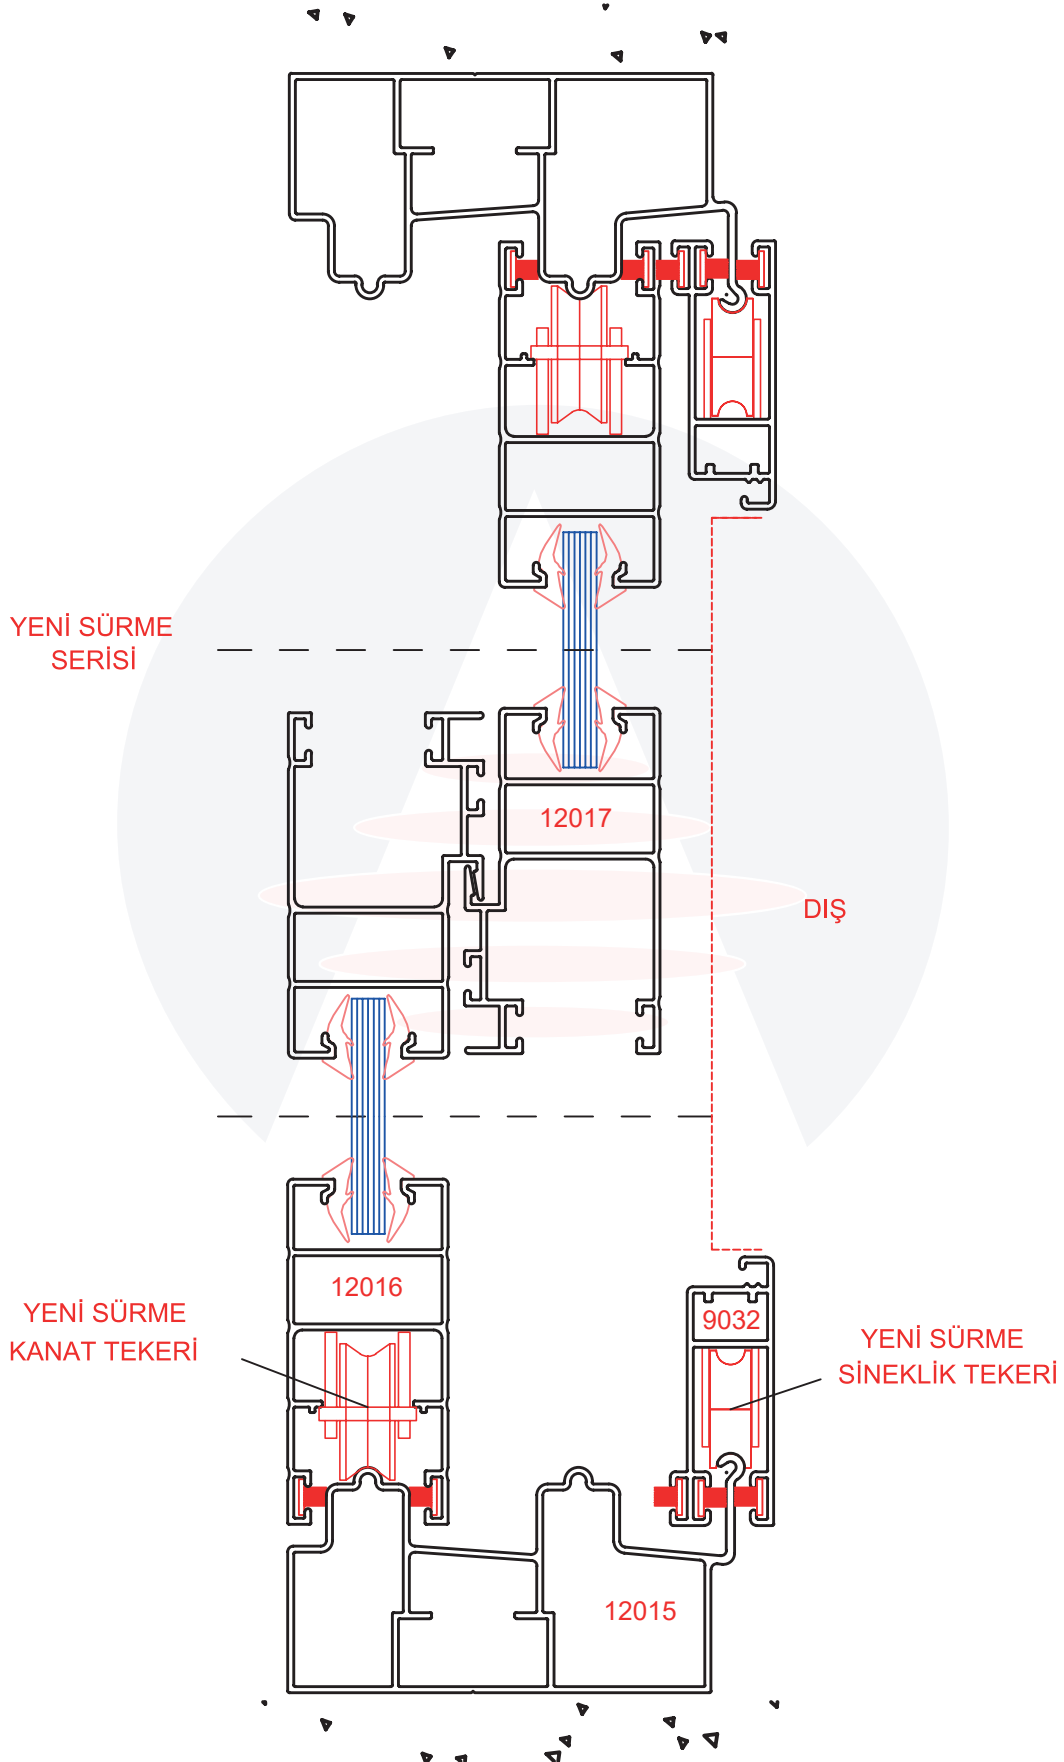 YENİ SÜRME
SERİSİ
12017
DIŞ
12016
YENİ SÜRME
KANAT TEKERİ
9032
YENİ SÜRME
SİNEKLİK TEKERİ
12015